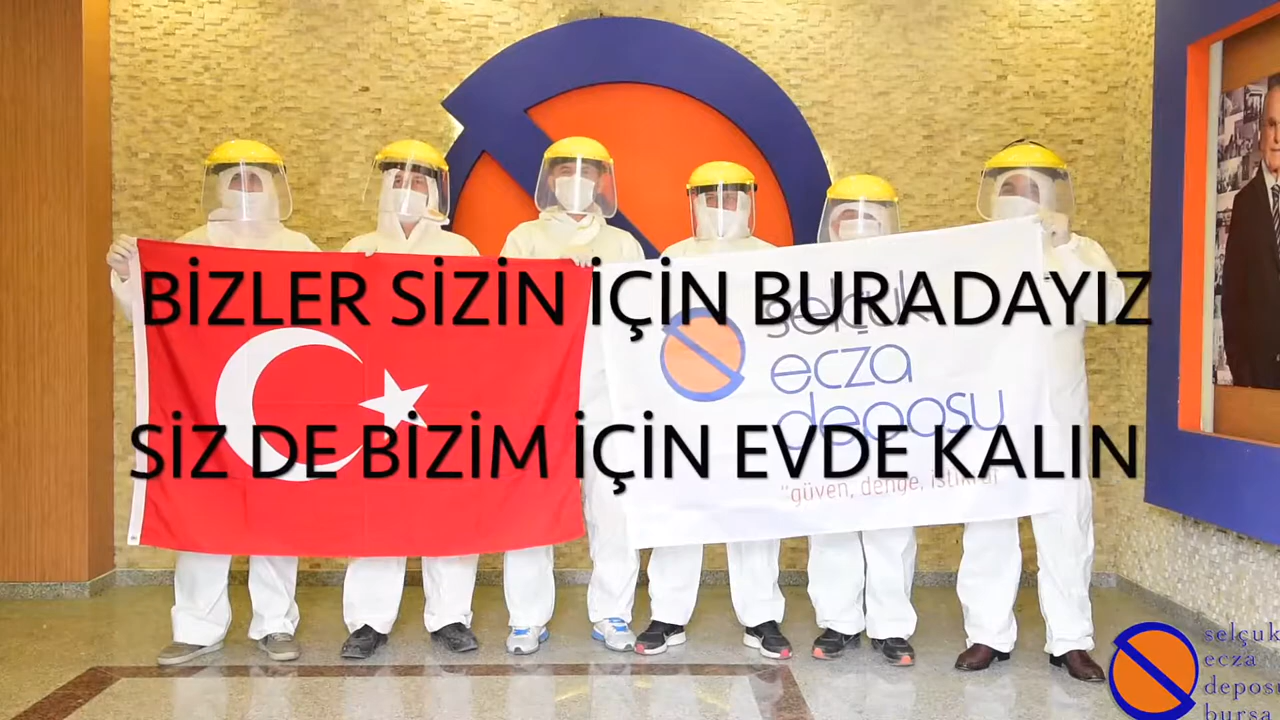 BİZLER SİZİN İÇİN BURADAYIZ
selçuk
ecza
deposu
SİZ DE BİZİM İÇİN EVDE KALIN
"güven, denge, istikrar
selçuk
ecza
deposu
bursa